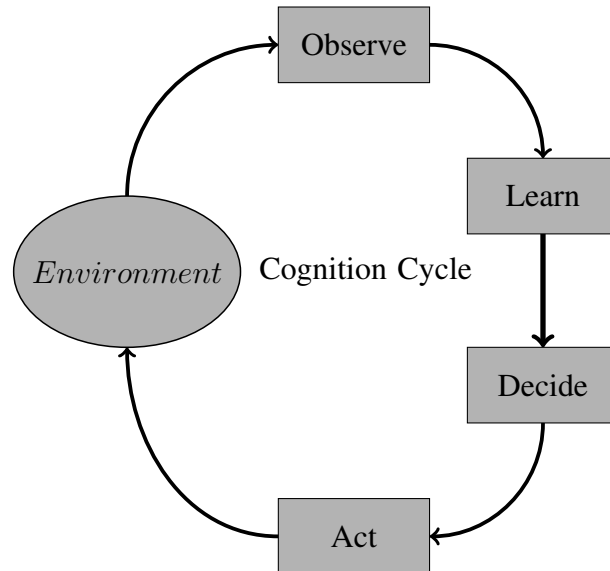 Observe
Learn
Environment
Cognition Cycle
Decide
Act